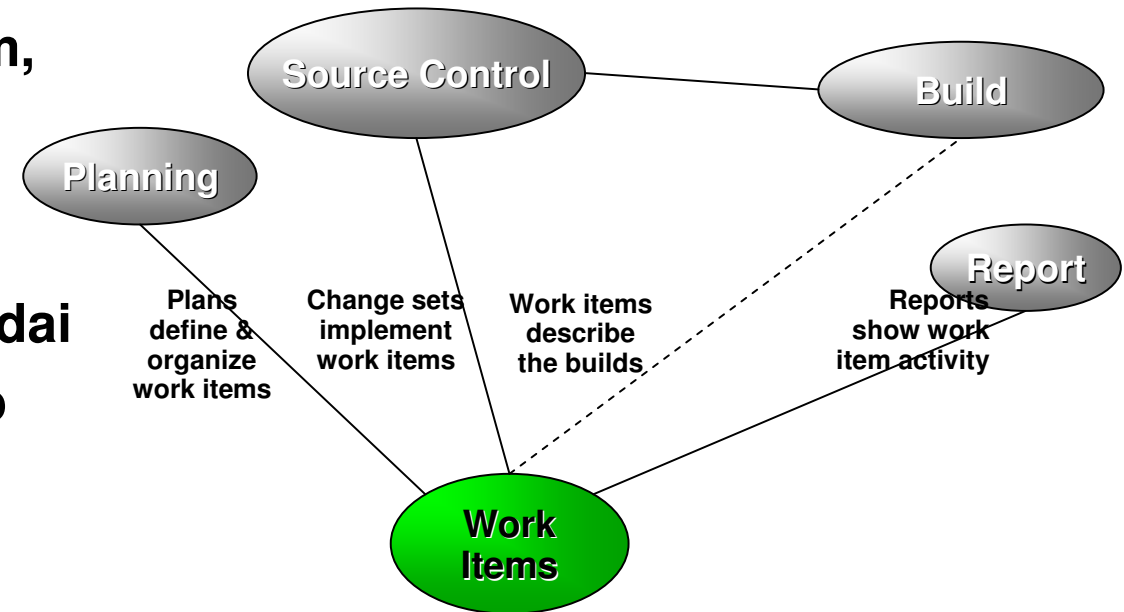 n,
Source Control
Build
Planning
Report
dai
Plans
define &
organize
work items
Change sets
implement
work items
Work items
describe
the builds
Reports
show work
item activity
Work
Items